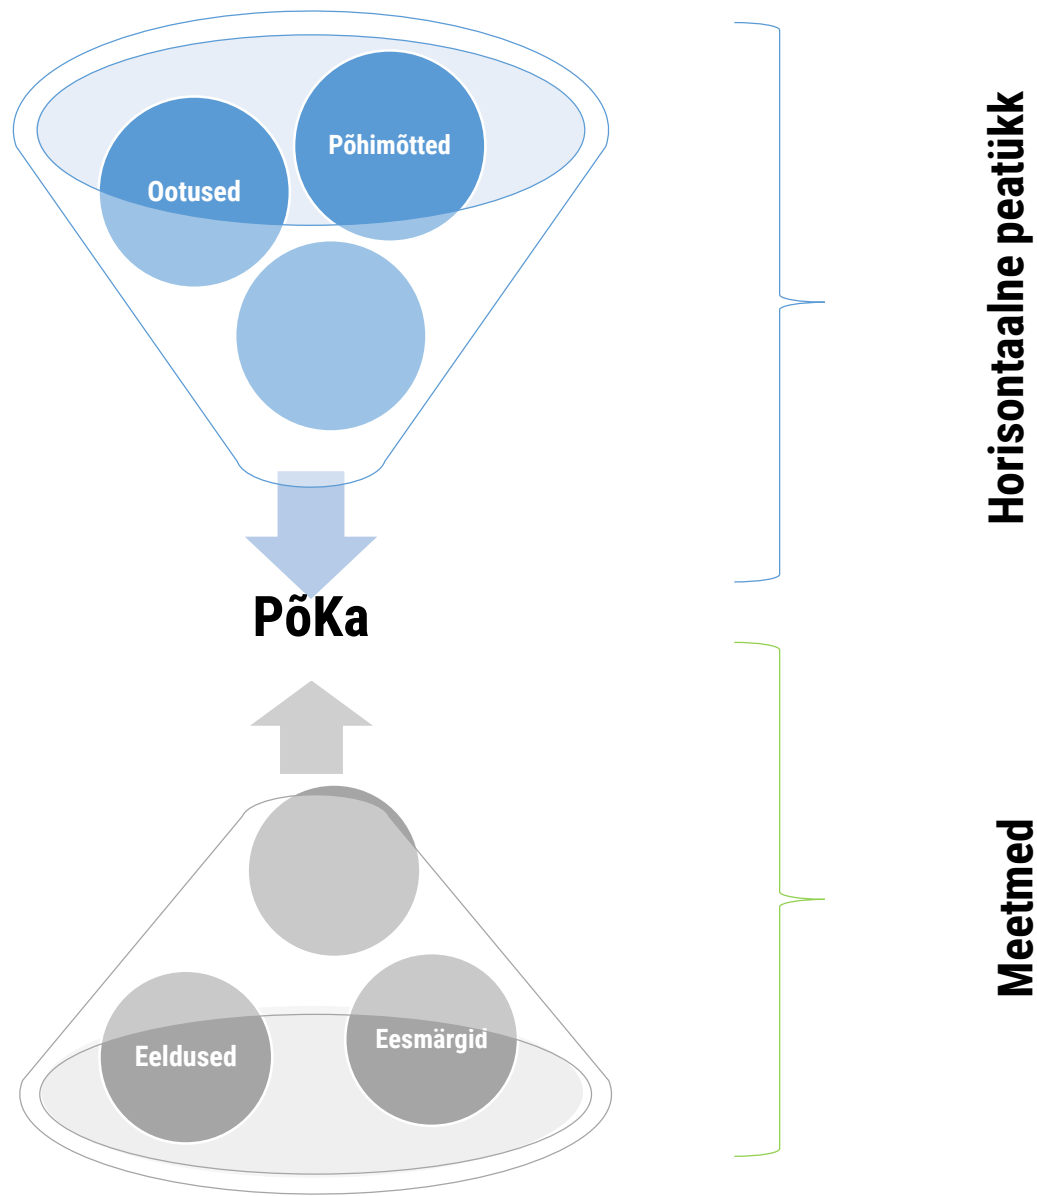 Põhimõtted
Ootused
Horisontaalne peatükk
PõKa
Meetmed
Eesmärgid
Eeldused